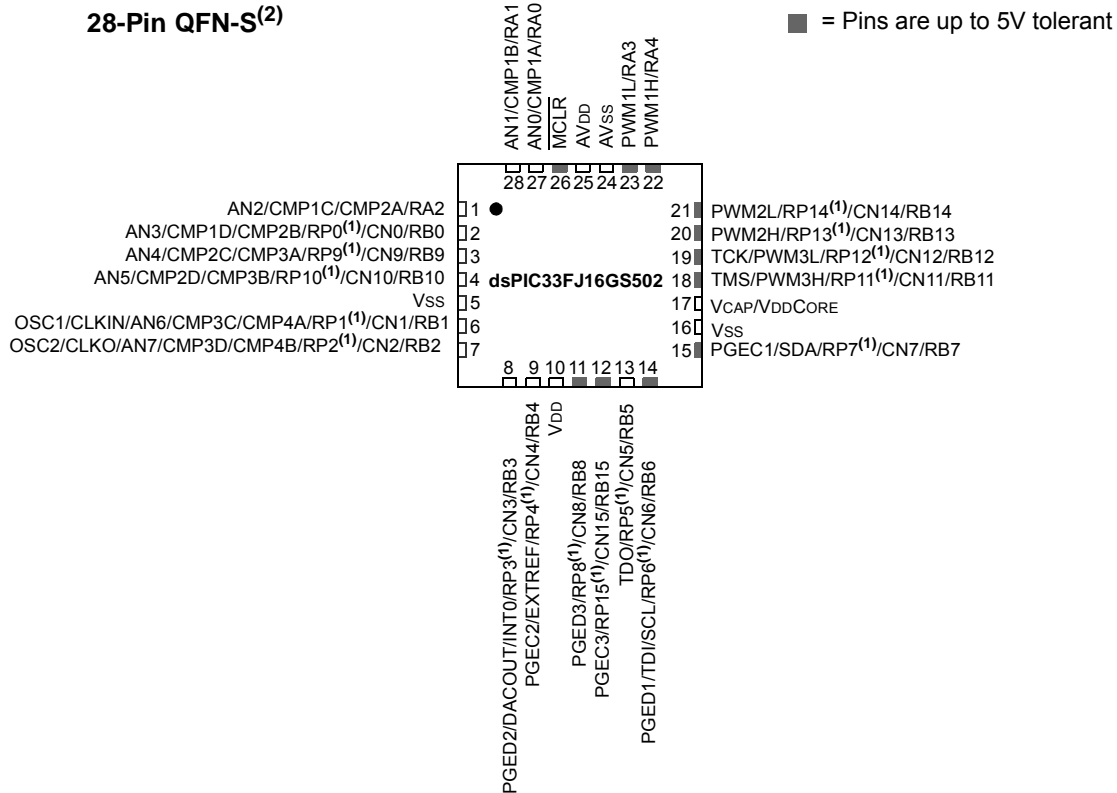 28-Pin QFN-S(2)
= Pins are up to 5V tolerant
AN1/CMP1B/RA1
AN0/CMP1A/RA0
MCLR
AVDD
AVSS
PWM1L/RA3
PWM1H/RA4
28 27 26 25 24 23 22
AN2/CMP1C/CMP2A/RA2 1
AN3/CMP1D/CMP2B/RP0(1)/CN0/RB0 2
AN4/CMP2C/CMP3A/RP9(1)/CN9/RB9 3
AN5/CMP2D/CMP3B/RP10(1)/CN10/RB10 4
VSS 5
OSC1/CLKIN/AN6/CMP3C/CMP4A/RP1(1)/CN1/RB1 6
OSC2/CLKO/AN7/CMP3D/CMP4B/RP2(1)/CN2/RB2 7
dsPIC33FJ16GS502
21 PWM2L/RP14(1)/CN14/RB14
20 PWM2H/RP13(1)/CN13/RB13
19 TCK/PWM3L/RP12(1)/CN12/RB12
18 TMS/PWM3H/RP11(1)/CN11/RB11
17 VCAP/VDDCORE
16 VSS
15 PGEC1/SDA/RP7(1)/CN7/RB7
8 9 10 11 12 13 14
PGED2/DACOUT/INT0/RP3(1)/CN3/RB3
PGEC2/EXTREF/RP4(1)/CN4/RB4
VDD
PGED3/RP8(1)/CN8/RB8
PGEC3/RP15(1)/CN15/RB15
TDO/RP5(1)/CN5/RB5
PGED1/TDI/SCL/RP6(1)/CN6/RB6